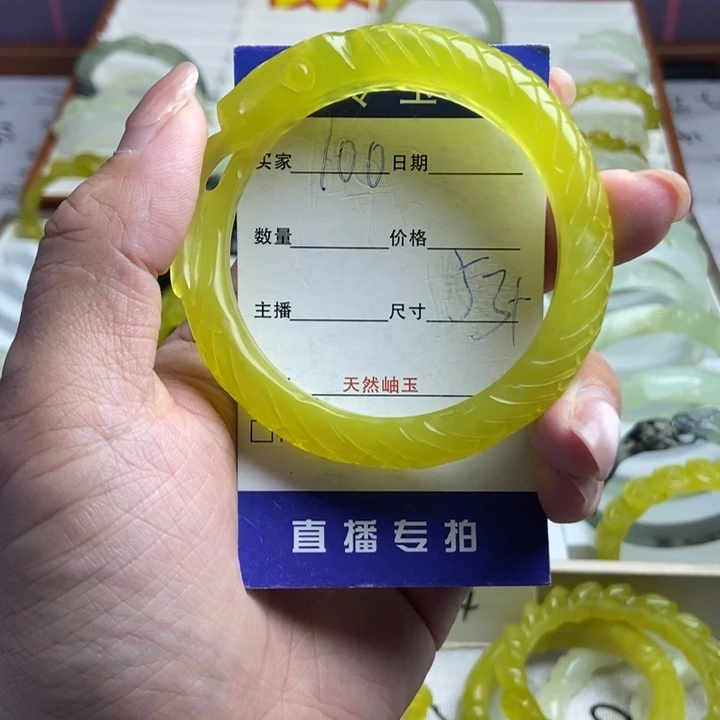 买家 100 日期
数量 价格
主播 尺寸 53+
天然岫玉
直播专拍